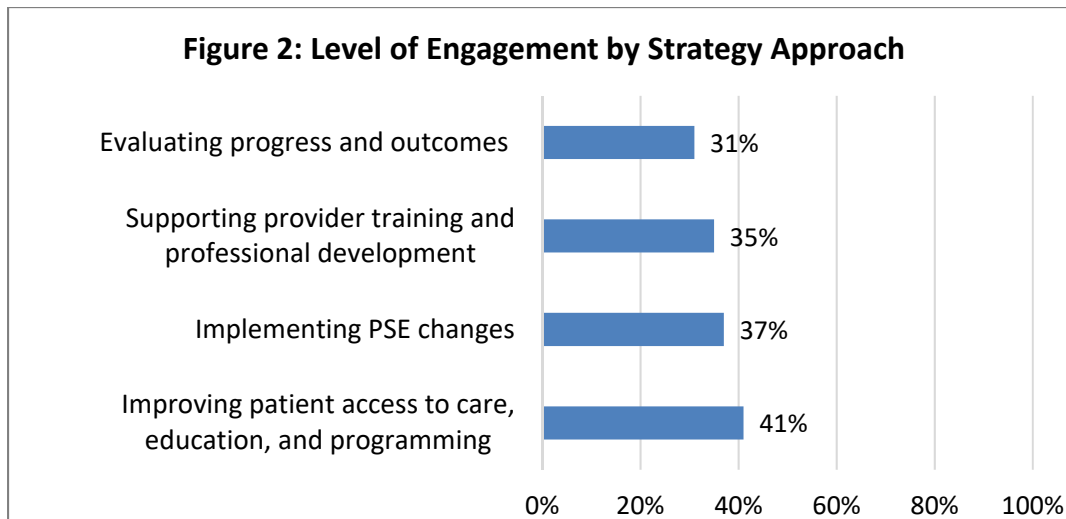 Figure 2: Level of Engagement by Strategy Approach
Evaluating progress and outcomes
31%
Supporting provider training and
professional development
35%
Implementing PSE changes
37%
Improving patient access to care,
education, and programming
41%
0% 20% 40% 60% 80% 100%